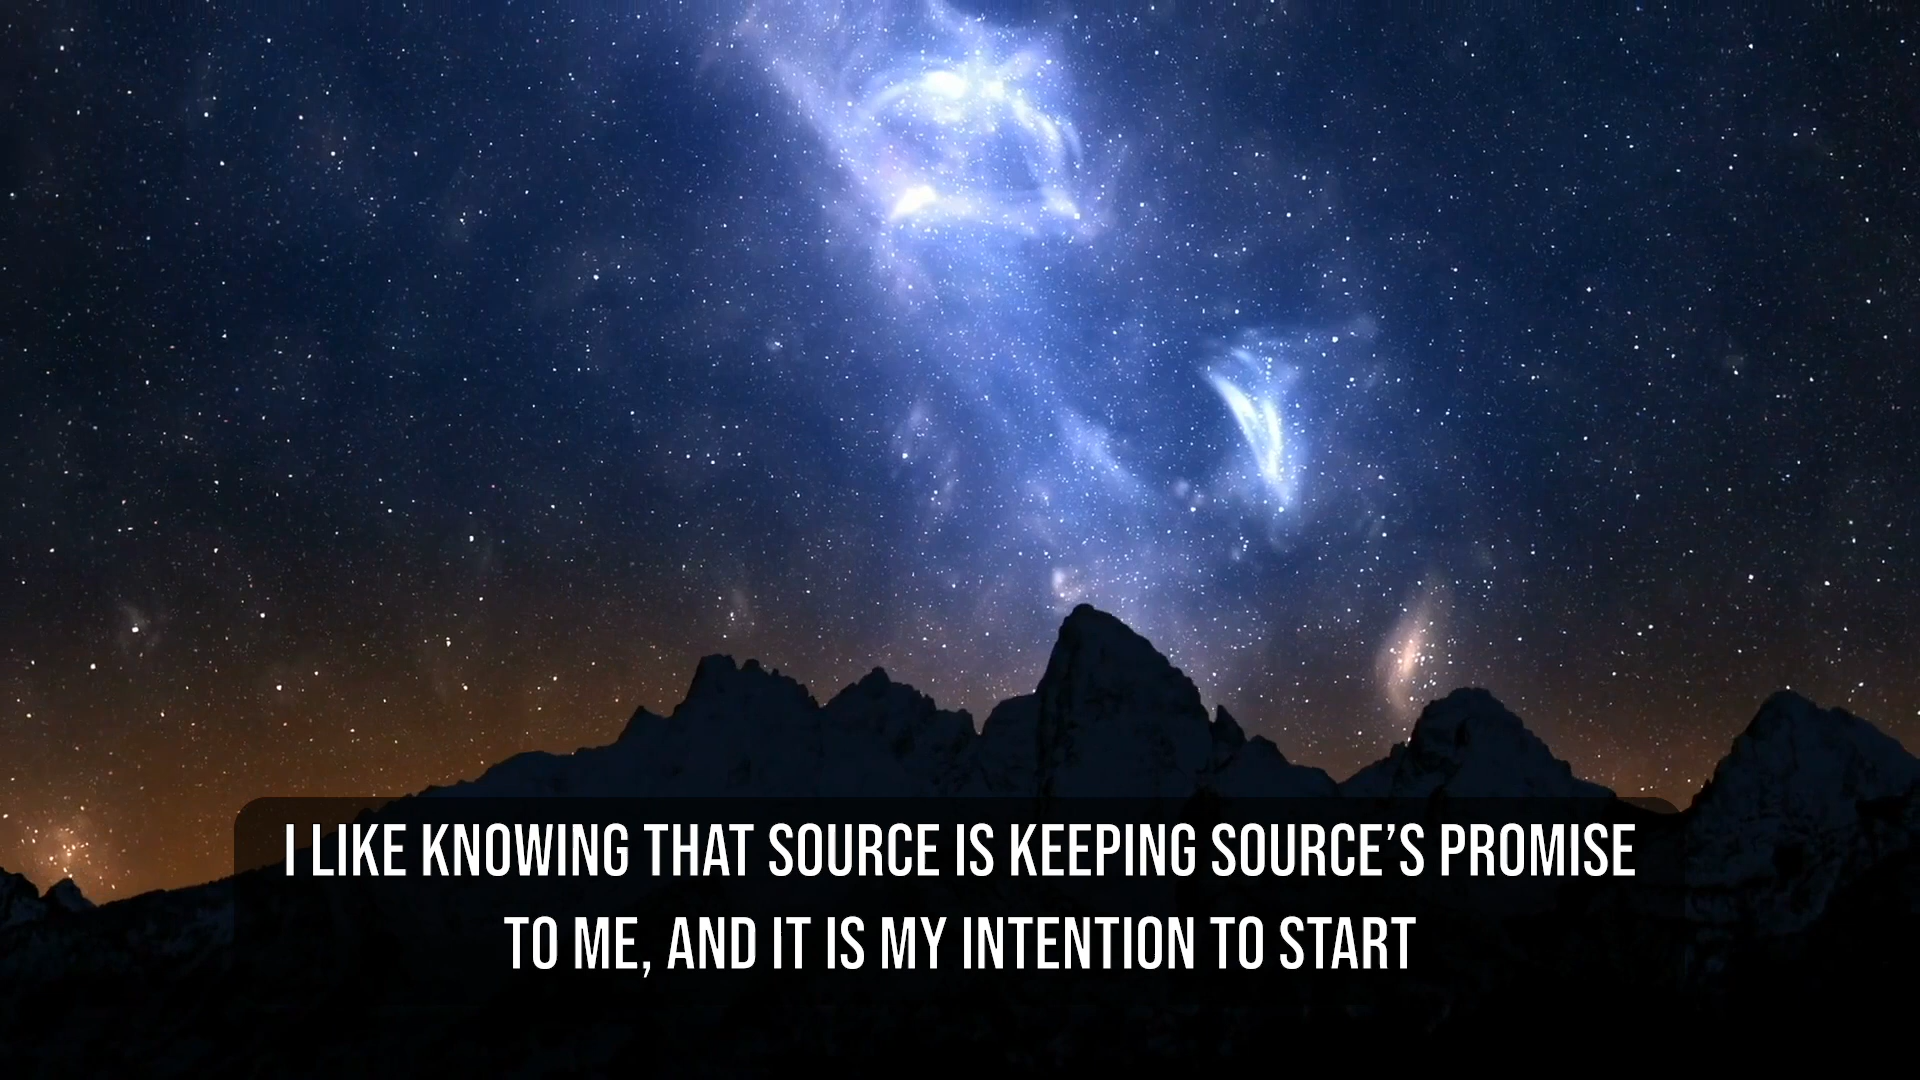 I LIKE KNOWING THAT SOURCE IS KEEPING SOURCE’S PROMISE
TO ME, AND IT IS MY INTENTION TO START